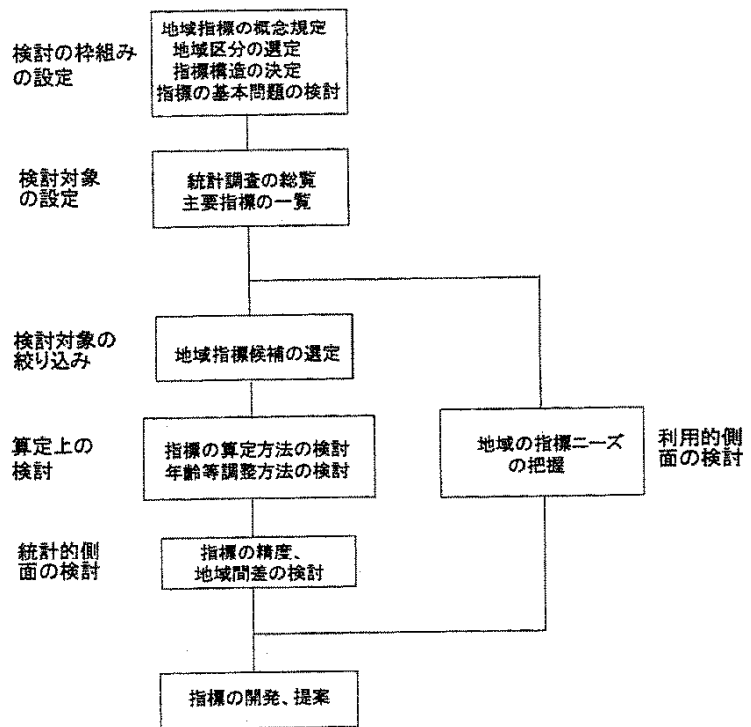 検討の枠組み
の設定
地域指標の概念規定
地域区分の選定
指標構造の決定
指標の基本問題の検討
検討対象
の設定
統計調査の総覧
主要指標の一覧
検討対象の
絞り込み
地域指標候補の選定
算定上の
検討
指標の算定方法の検討
年齢等調整方法の検討
地域の指標ニーズ
の把握
利用的側
面の検討
統計的側
面の検討
指標の精度、
地域間差の検討
指標の開発、提案